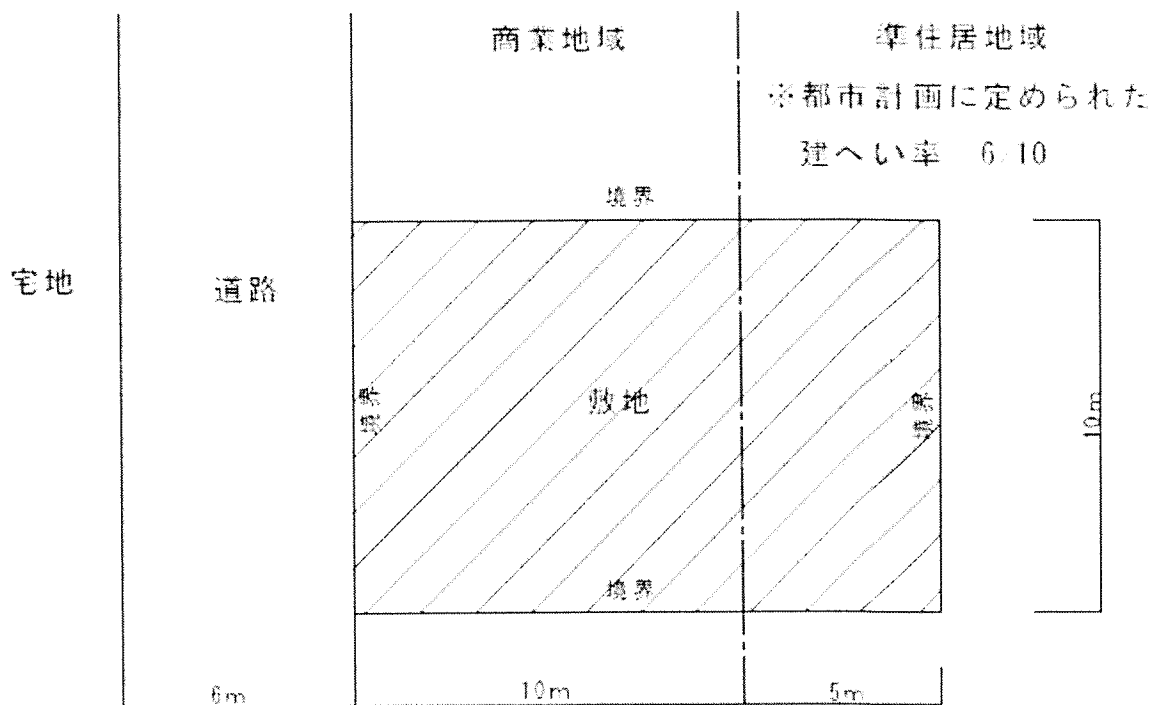 商業地域
準住居地域
※都市計画に定められた
建へい率 6/10
境界
宅地
道路
境界
敷地
境界
10m
境界
6m
10m
5m